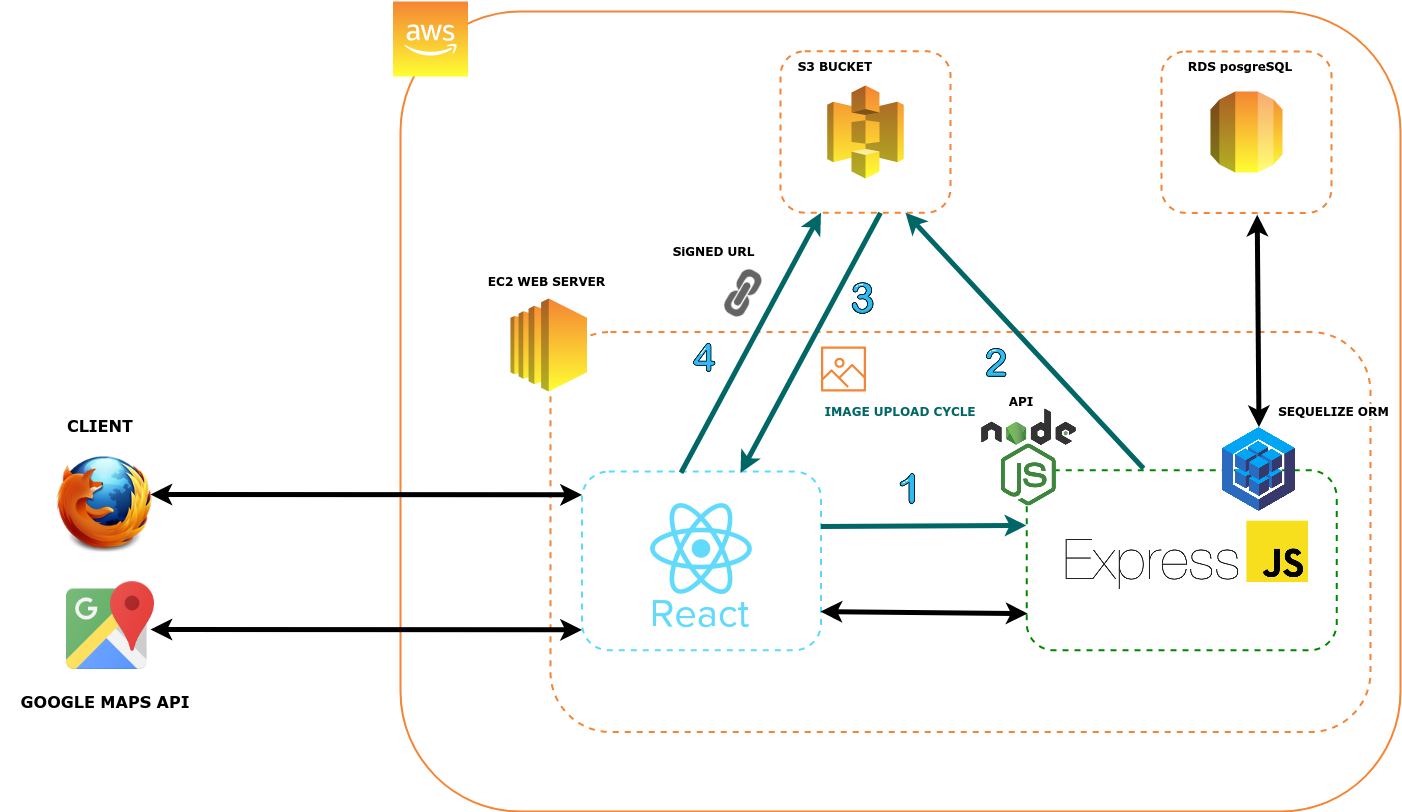 aws
S3 BUCKET
RDS posgreSQL
SiGNED URL
EC2 WEB SERVER
3
4
2
API
IMAGE UPLOAD CYCLE
SEQUELIZE ORM
node
JS
CLIENT
1
Express
JS
React
G
GOOGLE MAPS API